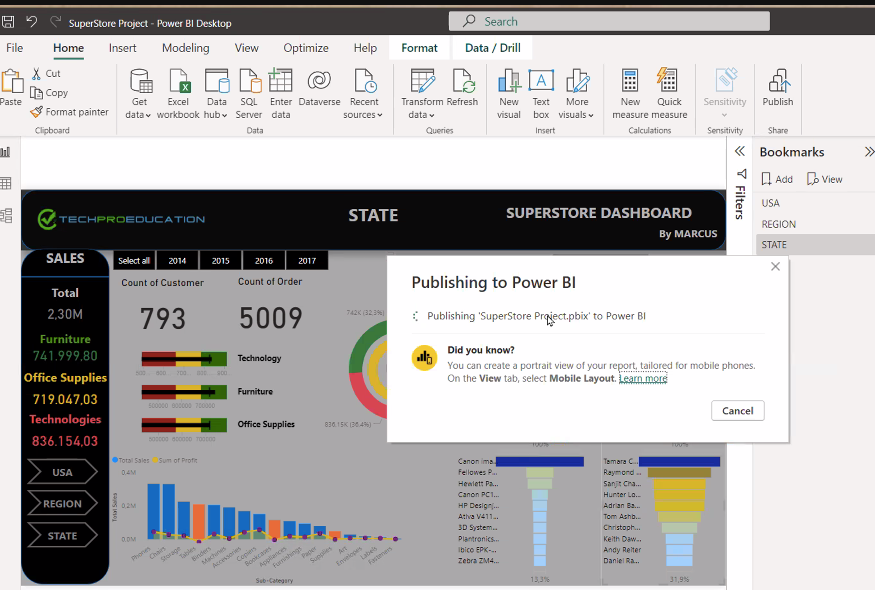 SuperStore Project - Power BI Desktop
Search
File Home Insert Modeling View Optimize Help Format Data / Drill
Paste
Cut
Copy
Format painter
Clipboard
Get data
Excel workbook
Data hub
SQL Server
Enter data
Dataverse
Recent sources
Data
Transform data
Refresh
Queries
New visual
Text box
More visuals
Insert
New measure
Quick measure
Calculations
Sensitivity
Sensitivity
Publish
Share
Filters
Bookmarks
Add View
USA
REGION
STATE
TECHPROEDUCATION
STATE
SUPERSTORE DASHBOARD
By MARCUS
SALES
Total
2,30M
Furniture
741.999,80
Office Supplies
719.047,03
Technologies
836.154,03
USA
REGION
STATE
Select all 2014 2015 2016 2017
Count of Customer
793
Count of Order
5009
Technology
Furniture
600000 800000 700000
Office Supplies
742K (32,3%)
836,15K (36,4%)
Publishing to Power BI
Publishing 'SuperStore Project.pbix' to Power BI
Did you know?
You can create a portrait view of your report, tailored for mobile phones.
On the View tab, select Mobile Layout. Learn more
Cancel
Total Sales Sum of Profit
Total Sales
0,4M
0,2M
0,0M
Phones
Chairs
Storage
Tables
Binders
Machines
Accessories
Copiers
Bookcases
Appliances
Furnishings
Paper
Supplies
Art
Envelopes
Labels
Fasteners
Sub-Category
100%
Canon ima...
Fellowes P...
Hewlett Pa...
Canon PC1...
HP Designj...
Ativa V411...
3D System...
Plantronics...
Ibico EPK-...
Zebra ZM4...
13,3%
100%
Tamara C...
Raymond ...
Sanjit Cha...
Hunter Lo...
Adrian Ba...
Tom Ashb...
Christoph...
Keith Daw...
Andy Reiter
Daniel Ra...
31,9%